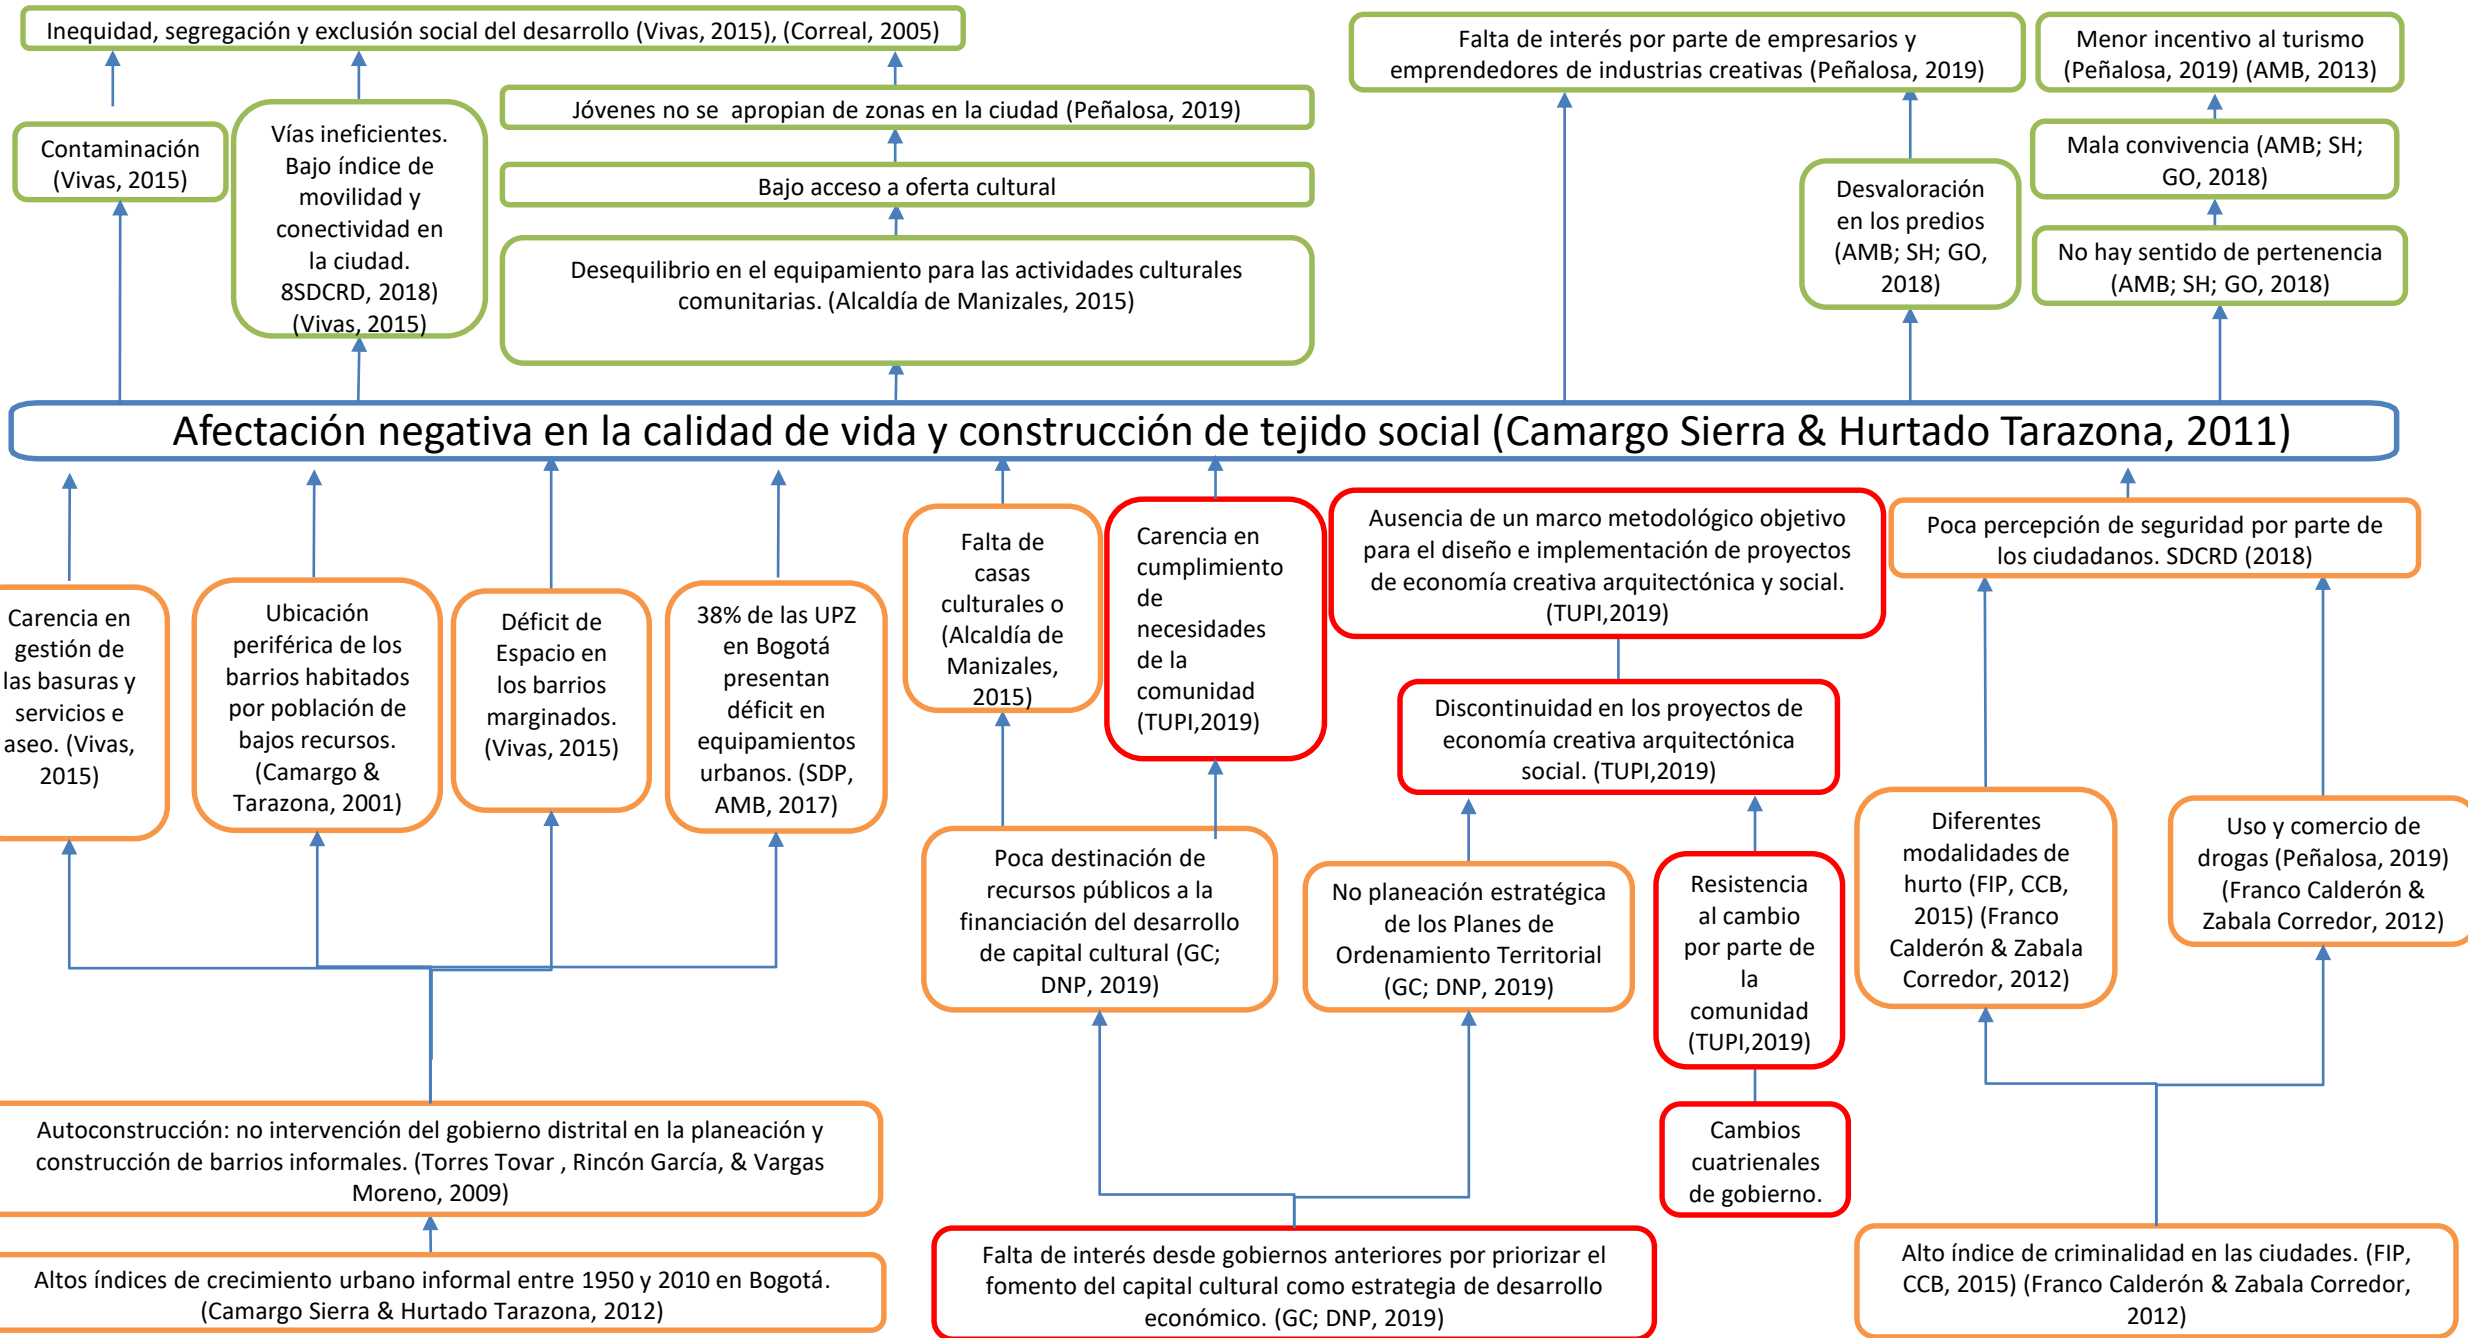 Inequidad, segregación y exclusión social del desarrollo (Vivas, 2015), (Correal, 2005)
Falta de interés por parte de empresarios y
emprendedores de industrias creativas (Peñalosa, 2019)
Menor incentivo al turismo
(Peñalosa, 2019) (AMB, 2013)
Contaminación
(Vivas, 2015)
Vías ineficientes.
Bajo índice de
movilidad y
conectividad en
la ciudad.
8SDCRD, 2018)
(Vivas, 2015)
Jóvenes no se apropian de zonas en la ciudad (Peñalosa, 2019)
Bajo acceso a oferta cultural
Desequilibrio en el equipamiento para las actividades culturales
comunitarias. (Alcaldía de Manizales, 2015)
Desvaloración
en los predios
(AMB; SH; GO,
2018)
Mala convivencia (AMB; SH;
GO, 2018)
No hay sentido de pertenencia
(AMB; SH; GO, 2018)
Afectación negativa en la calidad de vida y construcción de tejido social (Camargo Sierra & Hurtado Tarazona, 2011)
Carencia en
gestión de
las basuras y
servicios e
aseo. (Vivas,
2015)
Ubicación
periférica de los
barrios habitados
por población de
bajos recursos.
(Camargo &
Tarazona, 2001)
Déficit de
Espacio en
los barrios
marginados.
(Vivas, 2015)
38% de las UPZ
en Bogotá
presentan
déficit en
equipamientos
urbanos. (SDP,
AMB, 2017)
Falta de
casas
culturales o
(Alcaldía de
Manizales,
2015)
Carencia en
cumplimiento
de
necesidades
de la
comunidad
(TUPI,2019)
Ausencia de un marco metodológico objetivo
para el diseño e implementación de proyectos
de economía creativa arquitectónica y social.
(TUPI,2019)
Discontinuidad en los proyectos de
economía creativa arquitectónica
social. (TUPI,2019)
Poca percepción de seguridad por parte de
los ciudadanos. SDCRD (2018)
Poca destinación de
recursos públicos a la
financiación del desarrollo
de capital cultural (GC;
DNP, 2019)
No planeación estratégica
de los Planes de
Ordenamiento Territorial
(GC; DNP, 2019)
Resistencia
al cambio
por parte de
la
comunidad
(TUPI,2019)
Diferentes
modalidades de
hurto (FIP, CCB,
2015) (Franco
Calderón & Zabala
Corredor, 2012)
Uso y comercio de
drogas (Peñalosa, 2019)
(Franco Calderón &
Zabala Corredor, 2012)
Autoconstrucción: no intervención del gobierno distrital en la planeación y
construcción de barrios informales. (Torres Tovar , Rincón García, & Vargas
Moreno, 2009)
Cambios
cuatrienales
de gobierno.
Altos índices de crecimiento urbano informal entre 1950 y 2010 en Bogotá.
(Camargo Sierra & Hurtado Tarazona, 2012)
Falta de interés desde gobiernos anteriores por priorizar el
fomento del capital cultural como estrategia de desarrollo
económico. (GC; DNP, 2019)
Alto índice de criminalidad en las ciudades. (FIP,
CCB, 2015) (Franco Calderón & Zabala Corredor,
2012)